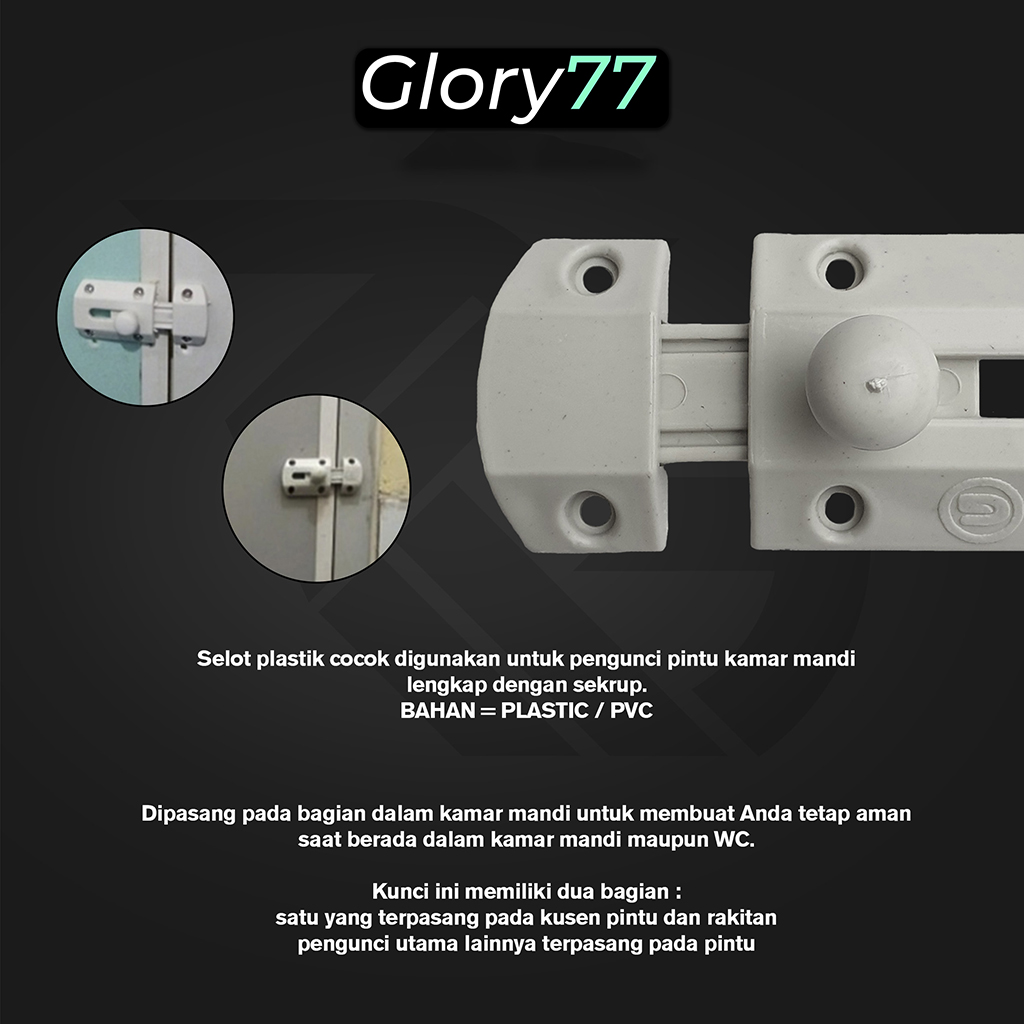 Glory77
Selot plastik cocok digunakan untuk pengunci pintu kamar mandi
lengkap dengan sekrup.
BAHAN = PLASTIC / PVC
Dipasang pada bagian dalam kamar mandi untuk membuat Anda tetap aman
saat berada dalam kamar mandi maupun WC.
Kunci ini memiliki dua bagian :
satu yang terpasang pada kusen pintu dan rakitan
pengunci utama lainnya terpasang pada pintu